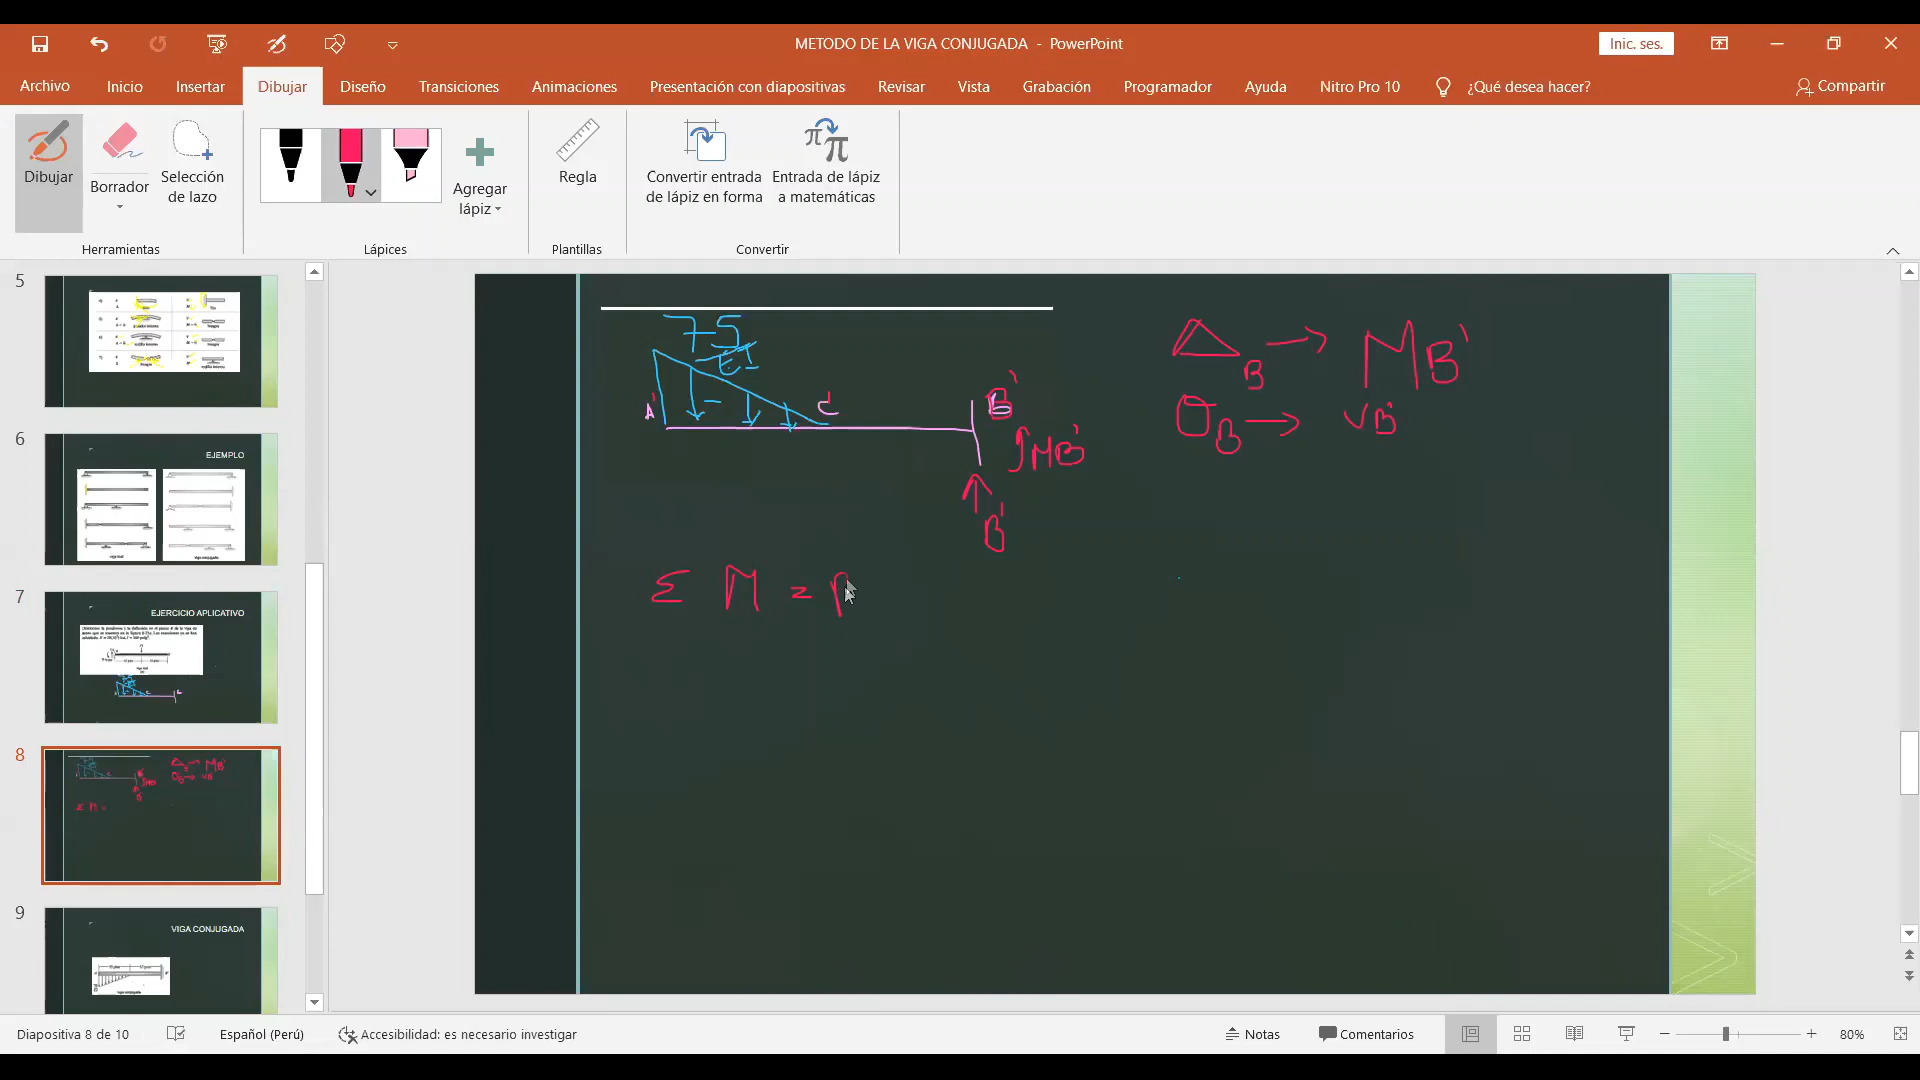 METODO DE LA VIGA CONJUGADA - PowerPoint
Inic. ses.
Archivo Inicio Insertar Dibujar Diseño Transiciones Animaciones Presentación con diapositivas Revisar Vista Grabación Programador Ayuda Nitro Pro 10 ¿Qué desea hacer? Compartir
Dibujar
Borrador
Selección de lazo
Agregar lápiz
Regla
Convertir entrada de lápiz en forma
Entrada de lápiz a matemáticas
Herramientas Lápices Plantillas Convertir
5
6
EJEMPLO
7
EJERCICIO APLICATIVO
8
9
VIGA CONJUGADA
75
EI
A' C' B'
MB'
B'
Δ B → MB'
θB → VB'
Σ M =
Diapositiva 8 de 10 Español (Perú) Accesibilidad: es necesario investigar Notas Comentarios 80%